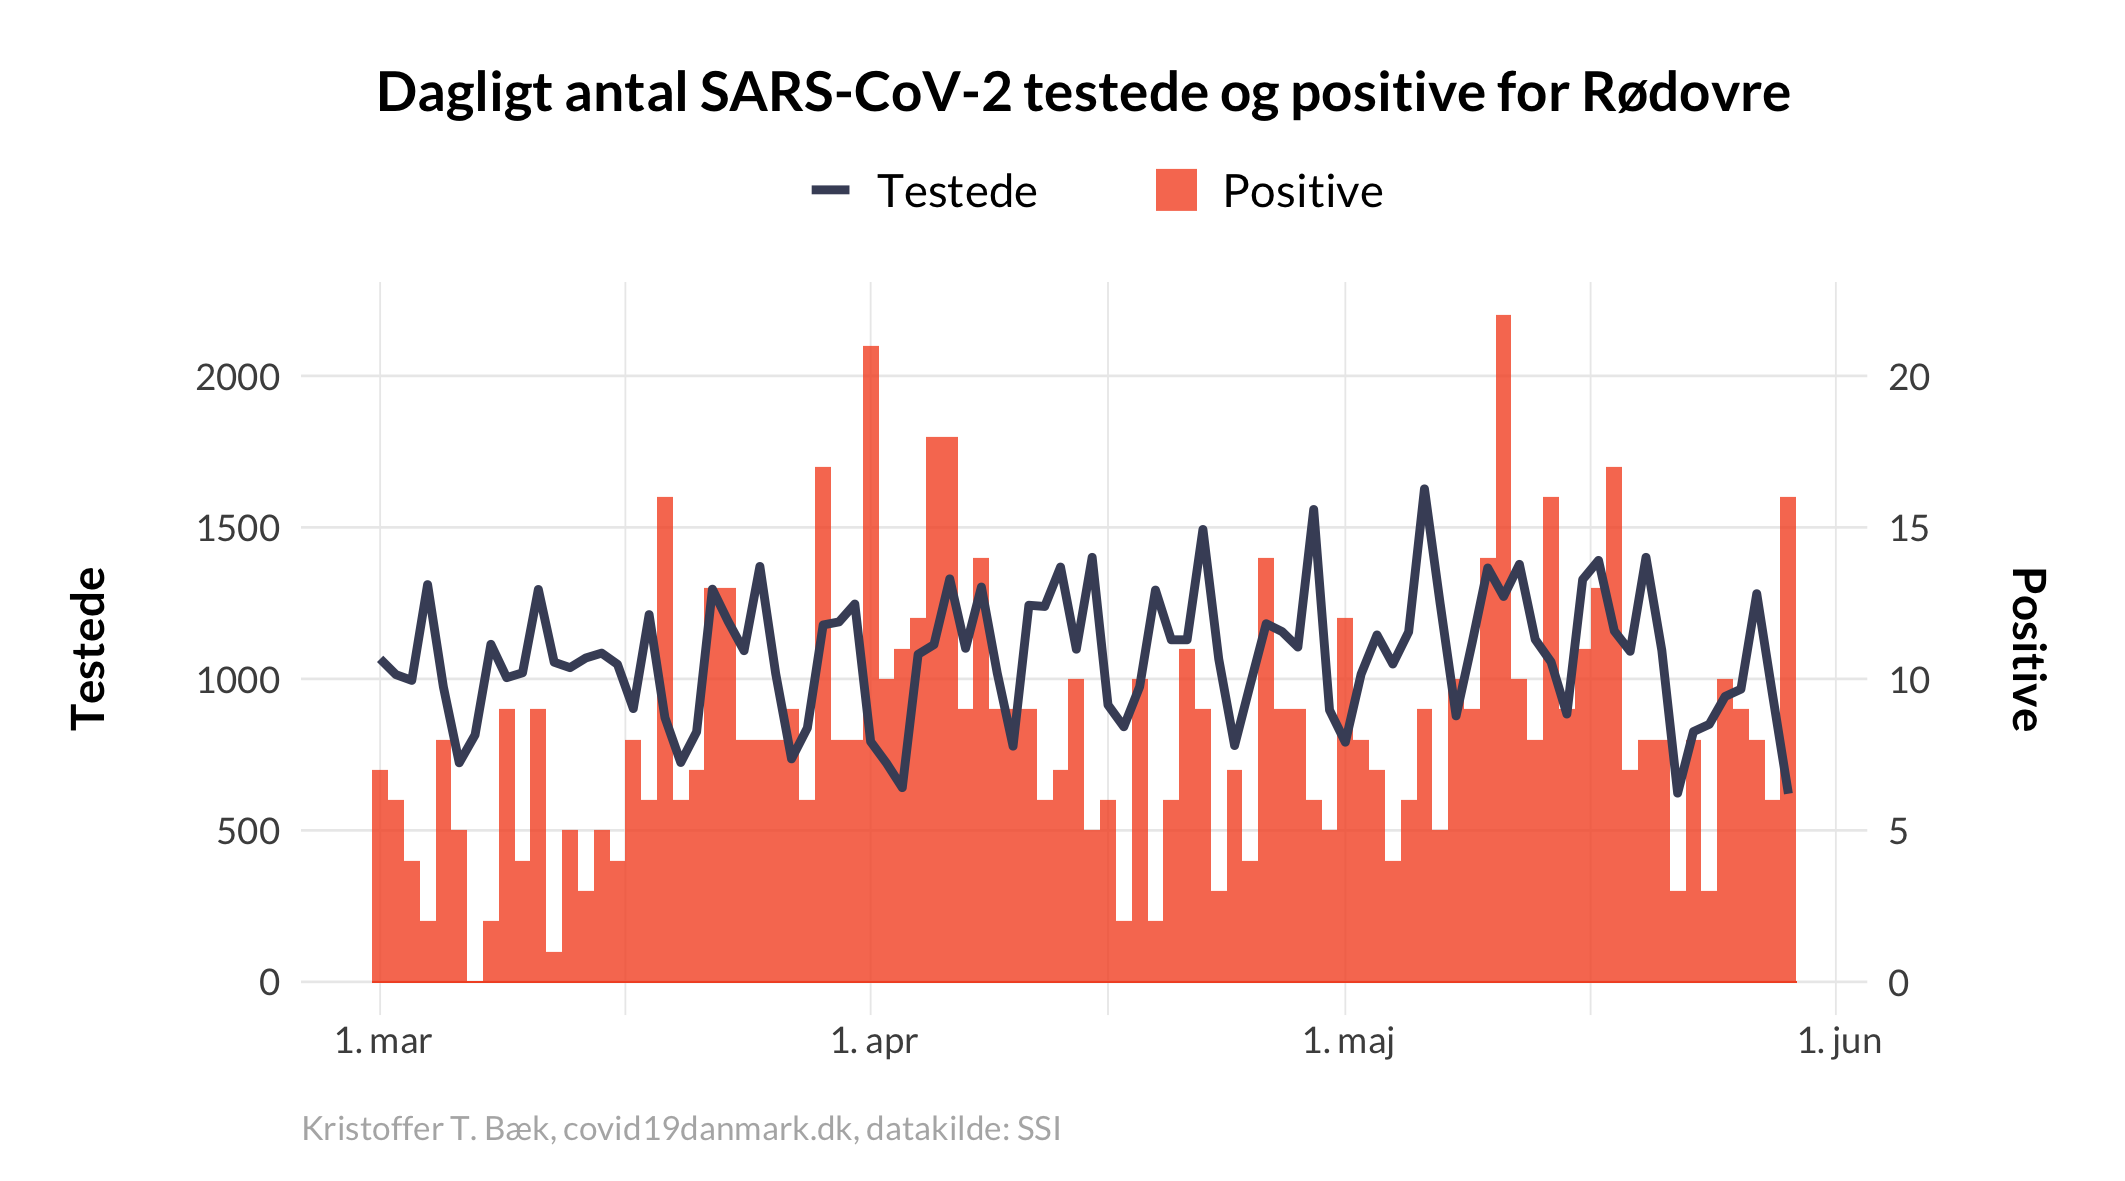 Dagligt antal SARS-CoV-2 testede og positive for Rødovre
Testede Positive
2000 20
1500 15
1000 10
500 5
0 0
Testede
Positive
1. mar 1. apr 1. maj 1. jun
Kristoffer T. Bæk, covid19danmark.dk, datakilde: SSI